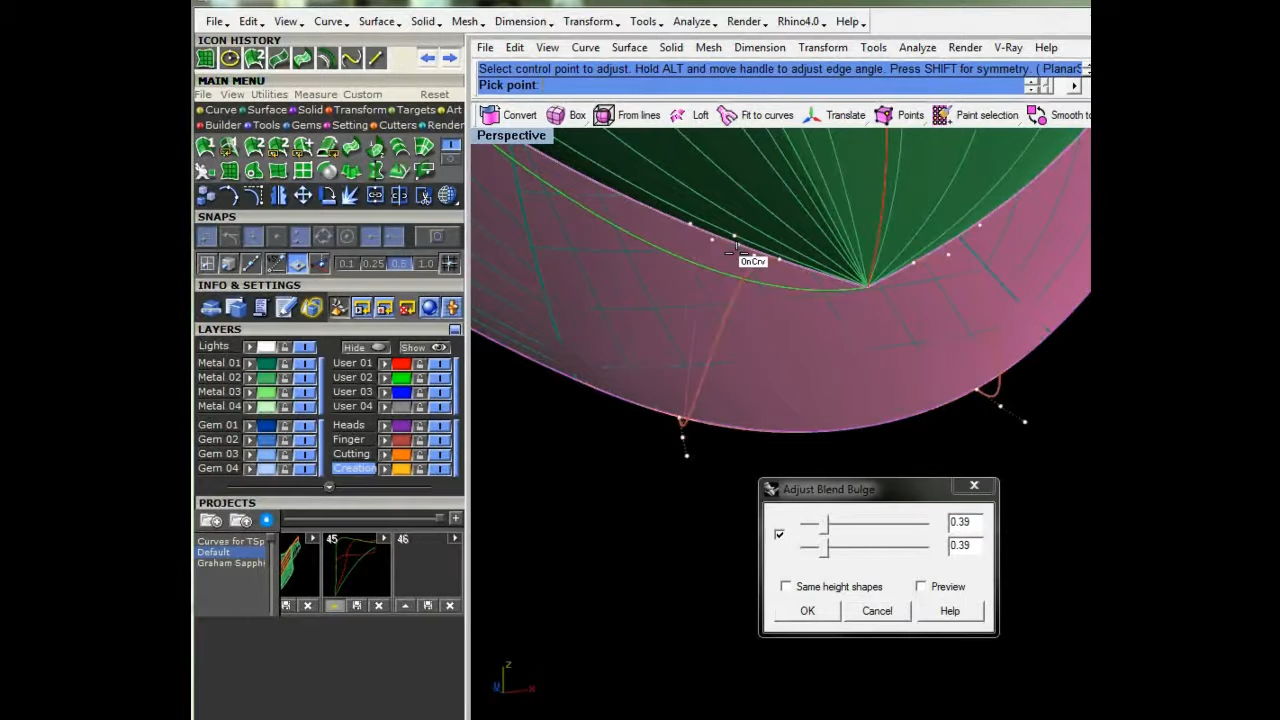 File Edit View Curve Surface Solid Mesh Dimension Transform Tools Analyze Render Rhino4.0 Help
ICON HISTORY
MAIN MENU
File View Utilities Measure Custom Reset
Curve Surface Solid Transform Targets Art
Builder Tools Gems Setting Cutters Render
SNAPS
0.1 0.25 0.5 1.0
INFO & SETTINGS
LAYERS
Lights Hide Show
Metal 01 User 01
Metal 02 User 02
Metal 03 User 03
Metal 04 User 04
Gem 01 Heads
Gem 02 Finger
Gem 03 Cutting
Gem 04 Creation
PROJECTS
Curves for TSp
Default
Graham Sapphi
45 46
File Edit View Curve Surface Solid Mesh Dimension Transform Tools Analyze Render V-Ray Help
Select control point to adjust. Hold ALT and move handle to adjust edge angle. Press SHIFT for symmetry. ( PlanarS
Pick point:
Convert Box From lines Loft Fit to curves Translate Points Paint selection Smooth to
Perspective
OnCrv
Adjust Blend Bulge
0.39
0.39
Same height shapes Preview
OK Cancel Help
z
x